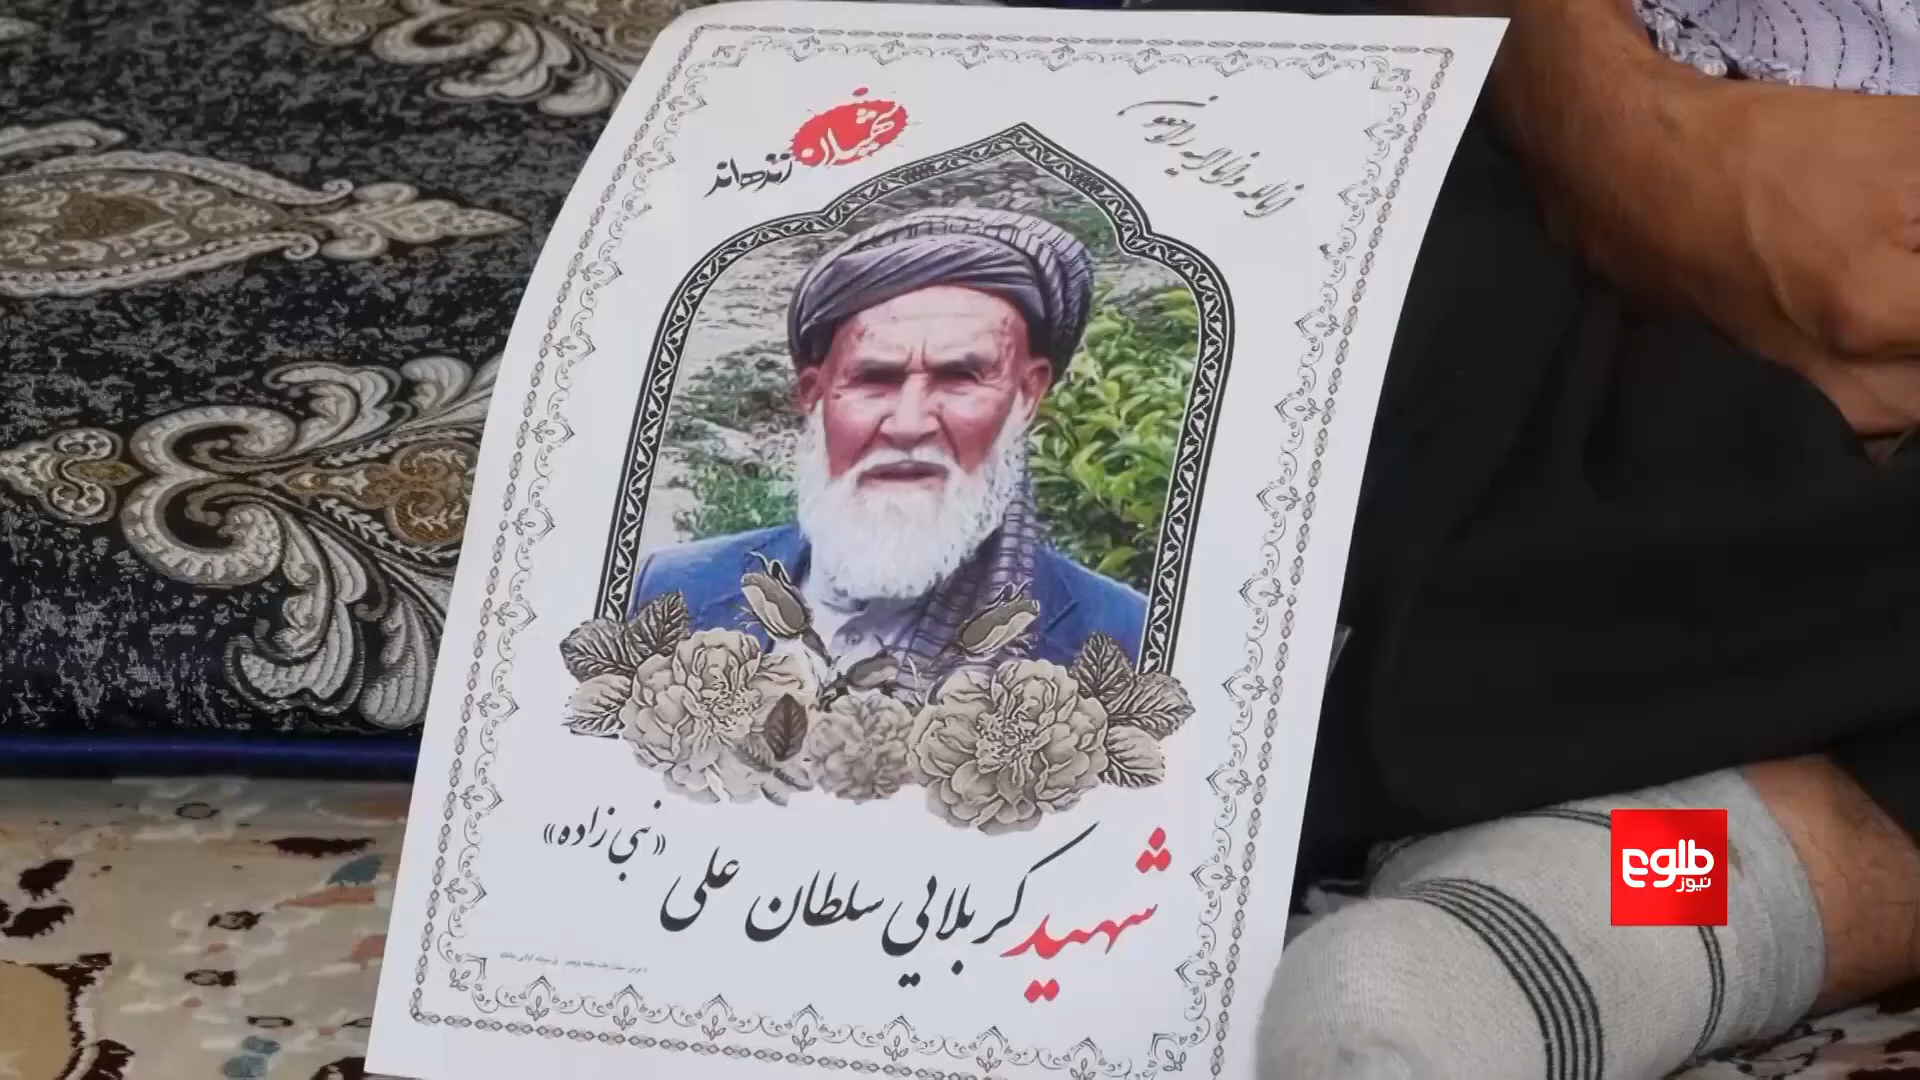 انا لله و انا الیه راجعون
شهیدان
زنده‌اند
شهید کربلایی سلطان علی «نبی زاده»
طلوع
نیوز